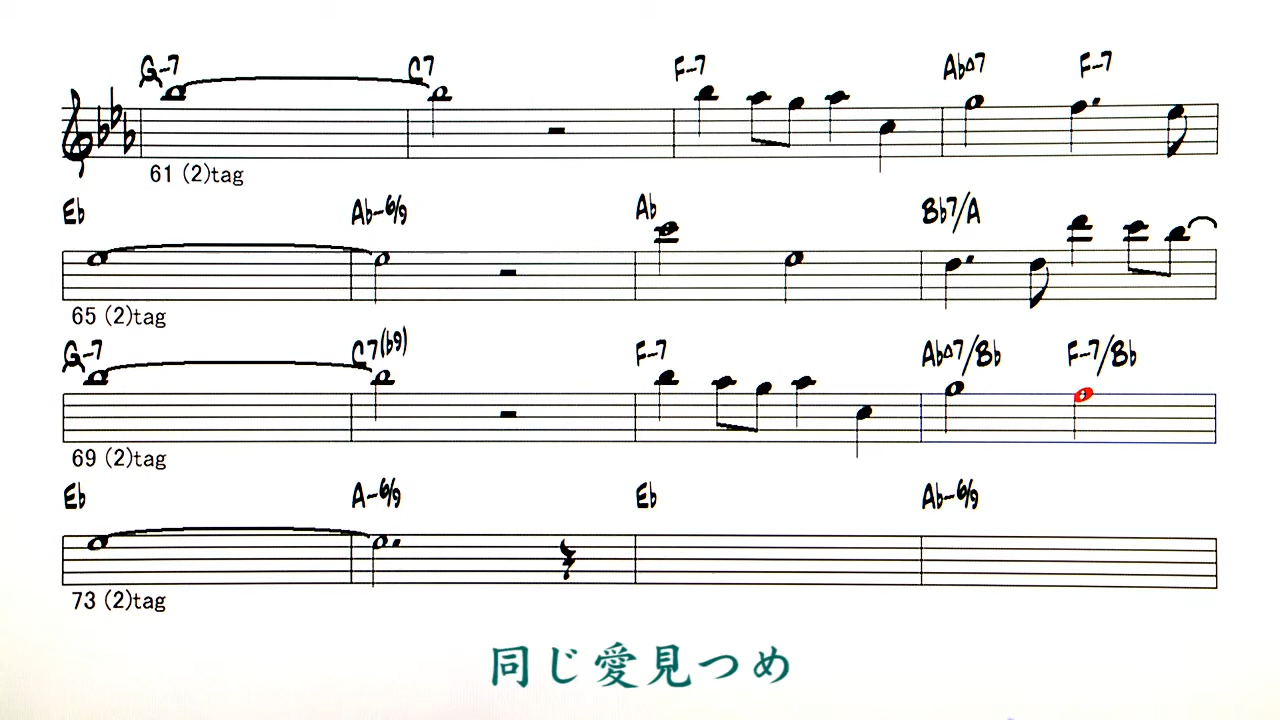 G-7 C7 F-7 Ab△7 F-7
61 (2)tag
Eb Ab-6/9 Ab Bb7/A
65 (2)tag
G-7 C7(b9) F-7 Ab△7/Bb F-7/Bb
69 (2)tag
Eb A-6/9 Eb Ab-6/9
73 (2)tag
同じ愛見つめ